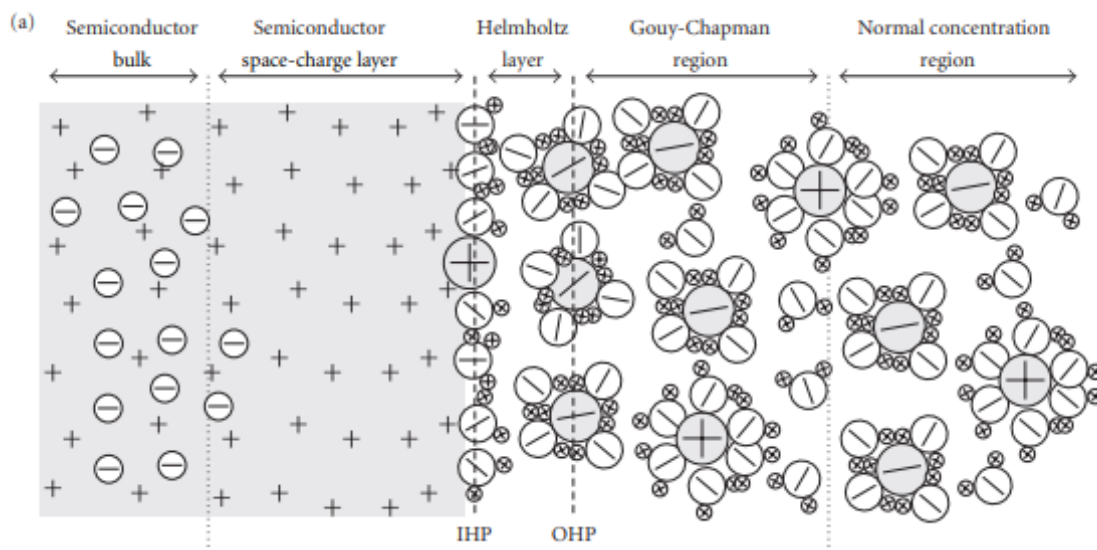 (a)
Semiconductor bulk
Semiconductor space-charge layer
Helmholtz layer
Gouy-Chapman region
Normal concentration region
IHP
OHP